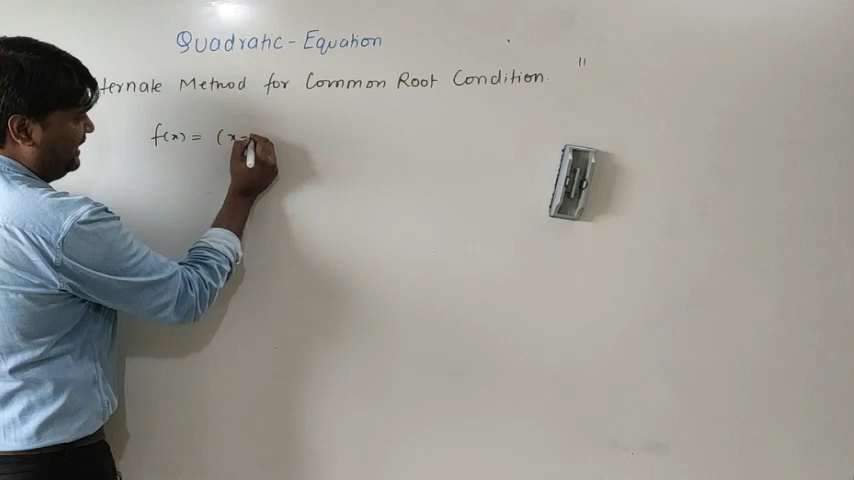 Quadratic - Equation
ternate Method for Common Root Condition. "
f(x) = (x-